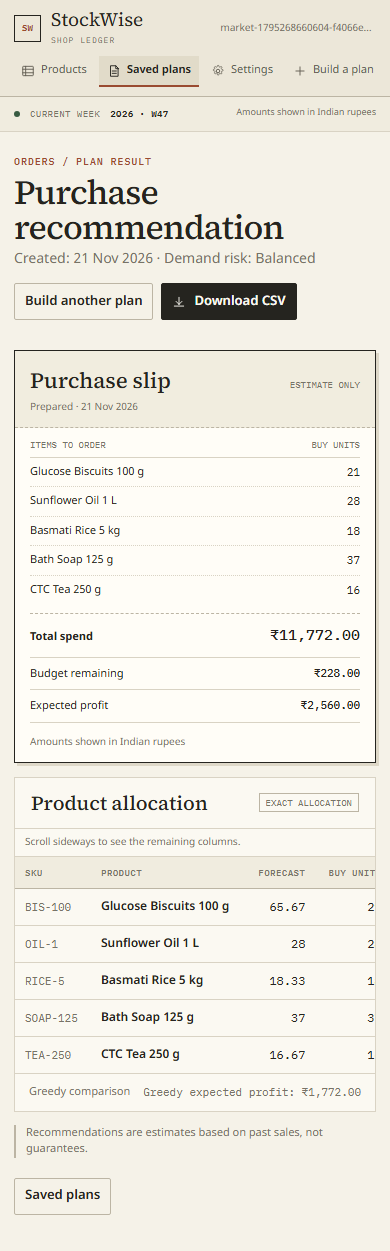 SW
StockWise
SHOP LEDGER
market-1795268660604-f4066e...
Products
Saved plans
Settings
Build a plan
CURRENT WEEK 2026 · W47
Amounts shown in Indian rupees
ORDERS / PLAN RESULT
Purchase
recommendation
Created: 21 Nov 2026 · Demand risk: Balanced
Build another plan
Download CSV
Purchase slip
ESTIMATE ONLY
Prepared · 21 Nov 2026
ITEMS TO ORDER BUY UNITS
Glucose Biscuits 100 g 21
Sunflower Oil 1 L 28
Basmati Rice 5 kg 18
Bath Soap 125 g 37
CTC Tea 250 g 16
Total spend ₹11,772.00
Budget remaining ₹228.00
Expected profit ₹2,560.00
Amounts shown in Indian rupees
Product allocation
EXACT ALLOCATION
Scroll sideways to see the remaining columns.
SKU PRODUCT FORECAST BUY UNIT
BIS-100 Glucose Biscuits 100 g 65.67 2
OIL-1 Sunflower Oil 1 L 28 2
RICE-5 Basmati Rice 5 kg 18.33 1
SOAP-125 Bath Soap 125 g 37 3
TEA-250 CTC Tea 250 g 16.67 1
Greedy comparison Greedy expected profit: ₹1,772.00
Recommendations are estimates based on past sales, not
guarantees.
Saved plans